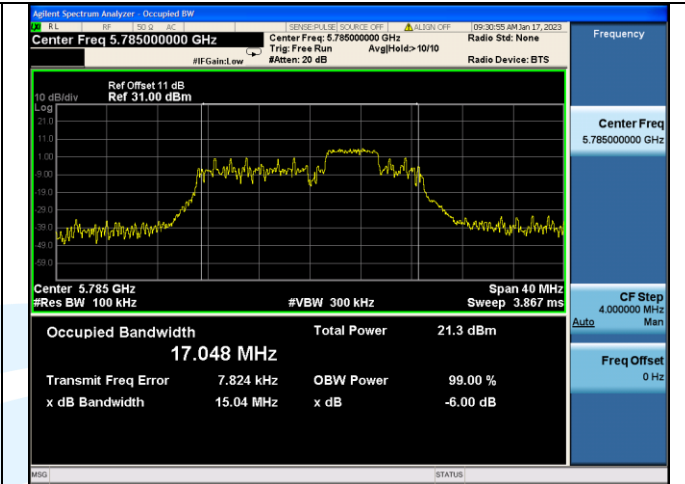 Agilent Spectrum Analyzer - Occupied BW
RL RF 50 Ω AC SENSE:PULSE SOURCE OFF ALIGN OFF 09:30:55 AM Jan 17, 2023
Center Freq 5.785000000 GHz Center Freq: 5.785000000 GHz Radio Std: None
Trig: Free Run Avg|Hold:>10/10
#IFGain:Low #Atten: 20 dB Radio Device: BTS
Frequency
Ref Offset 11 dB
10 dB/div Ref 31.00 dBm
Log
21.0
11.0
1.00
-9.00
-19.0
-29.0
-39.0
-49.0
-59.0
Center 5.785 GHz Span 40 MHz
#Res BW 100 kHz #VBW 300 kHz Sweep 3.867 ms
Occupied Bandwidth Total Power 21.3 dBm
17.048 MHz
Transmit Freq Error 7.824 kHz OBW Power 99.00 %
x dB Bandwidth 15.04 MHz x dB -6.00 dB
Center Freq
5.785000000 GHz
CF Step
4.000000 MHz
Auto Man
Freq Offset
0 Hz
MSG STATUS